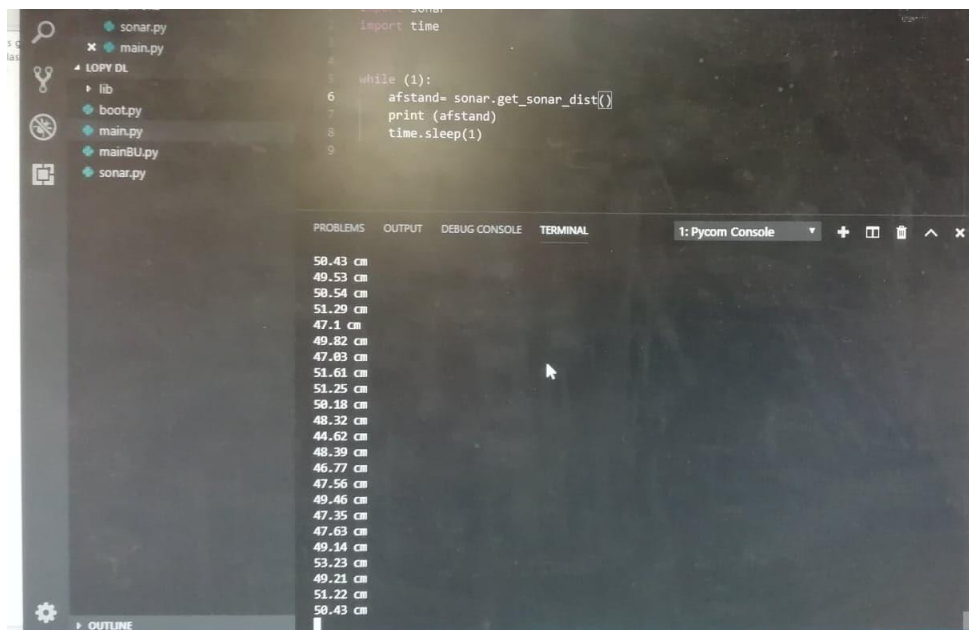 sonar.py
main.py
LOPY DL
lib
boot.py
main.py
mainBU.py
sonar.py
OUTLINE
import sonar
import time
5 while (1):
6 afstand= sonar.get_sonar_dist()
7 print (afstand)
8 time.sleep(1)
9
PROBLEMS OUTPUT DEBUG CONSOLE TERMINAL 1: Pycom Console
50.43 cm
49.53 cm
50.54 cm
51.29 cm
47.1 cm
49.82 cm
47.03 cm
51.61 cm
51.25 cm
50.18 cm
48.32 cm
44.62 cm
48.39 cm
46.77 cm
47.56 cm
49.46 cm
47.35 cm
47.63 cm
49.14 cm
53.23 cm
49.21 cm
51.22 cm
50.43 cm